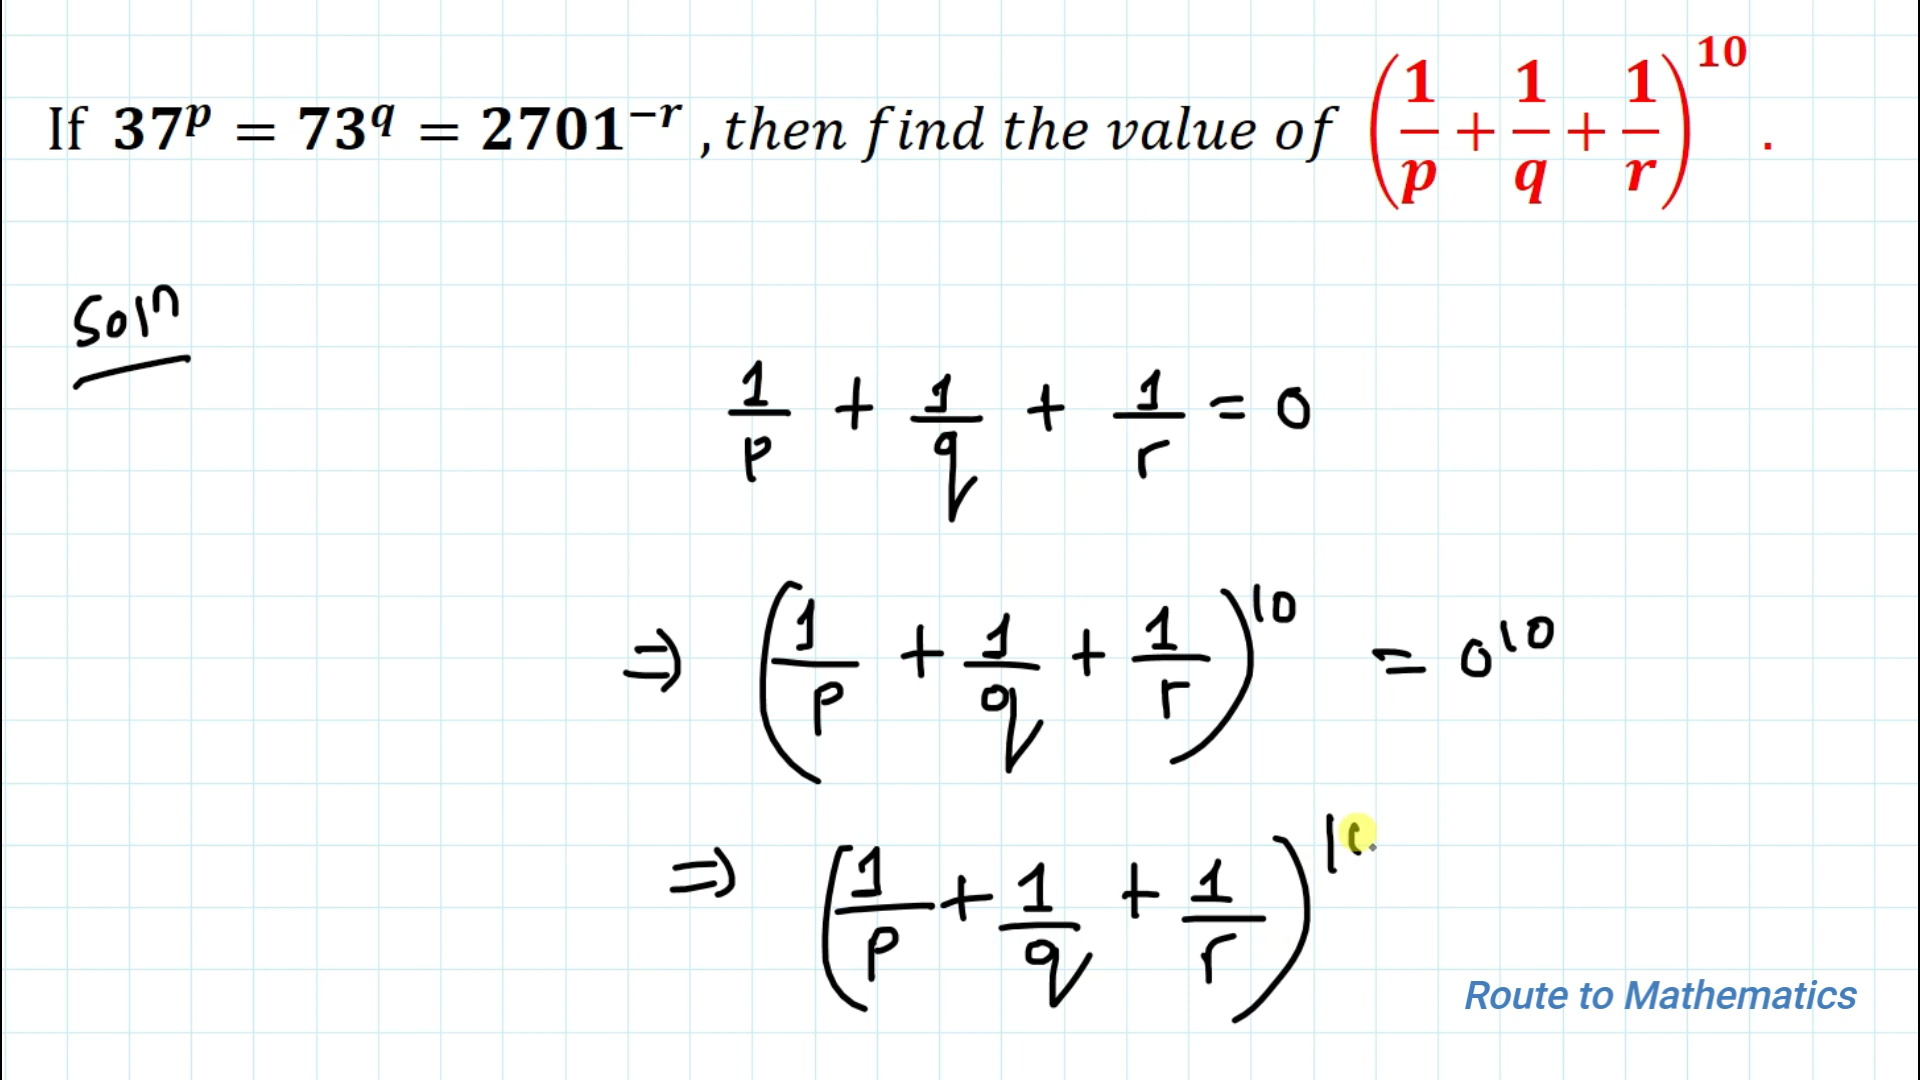 If 37^p = 73^q = 2701^{-r}, then find the value of (1/p + 1/q + 1/r)^{10}.
Soln
1/p + 1/q + 1/r = 0
⇒ (1/p + 1/q + 1/r)^{10} = 0^{10}
⇒ (1/p + 1/q + 1/r)^{10}
Route to Mathematics